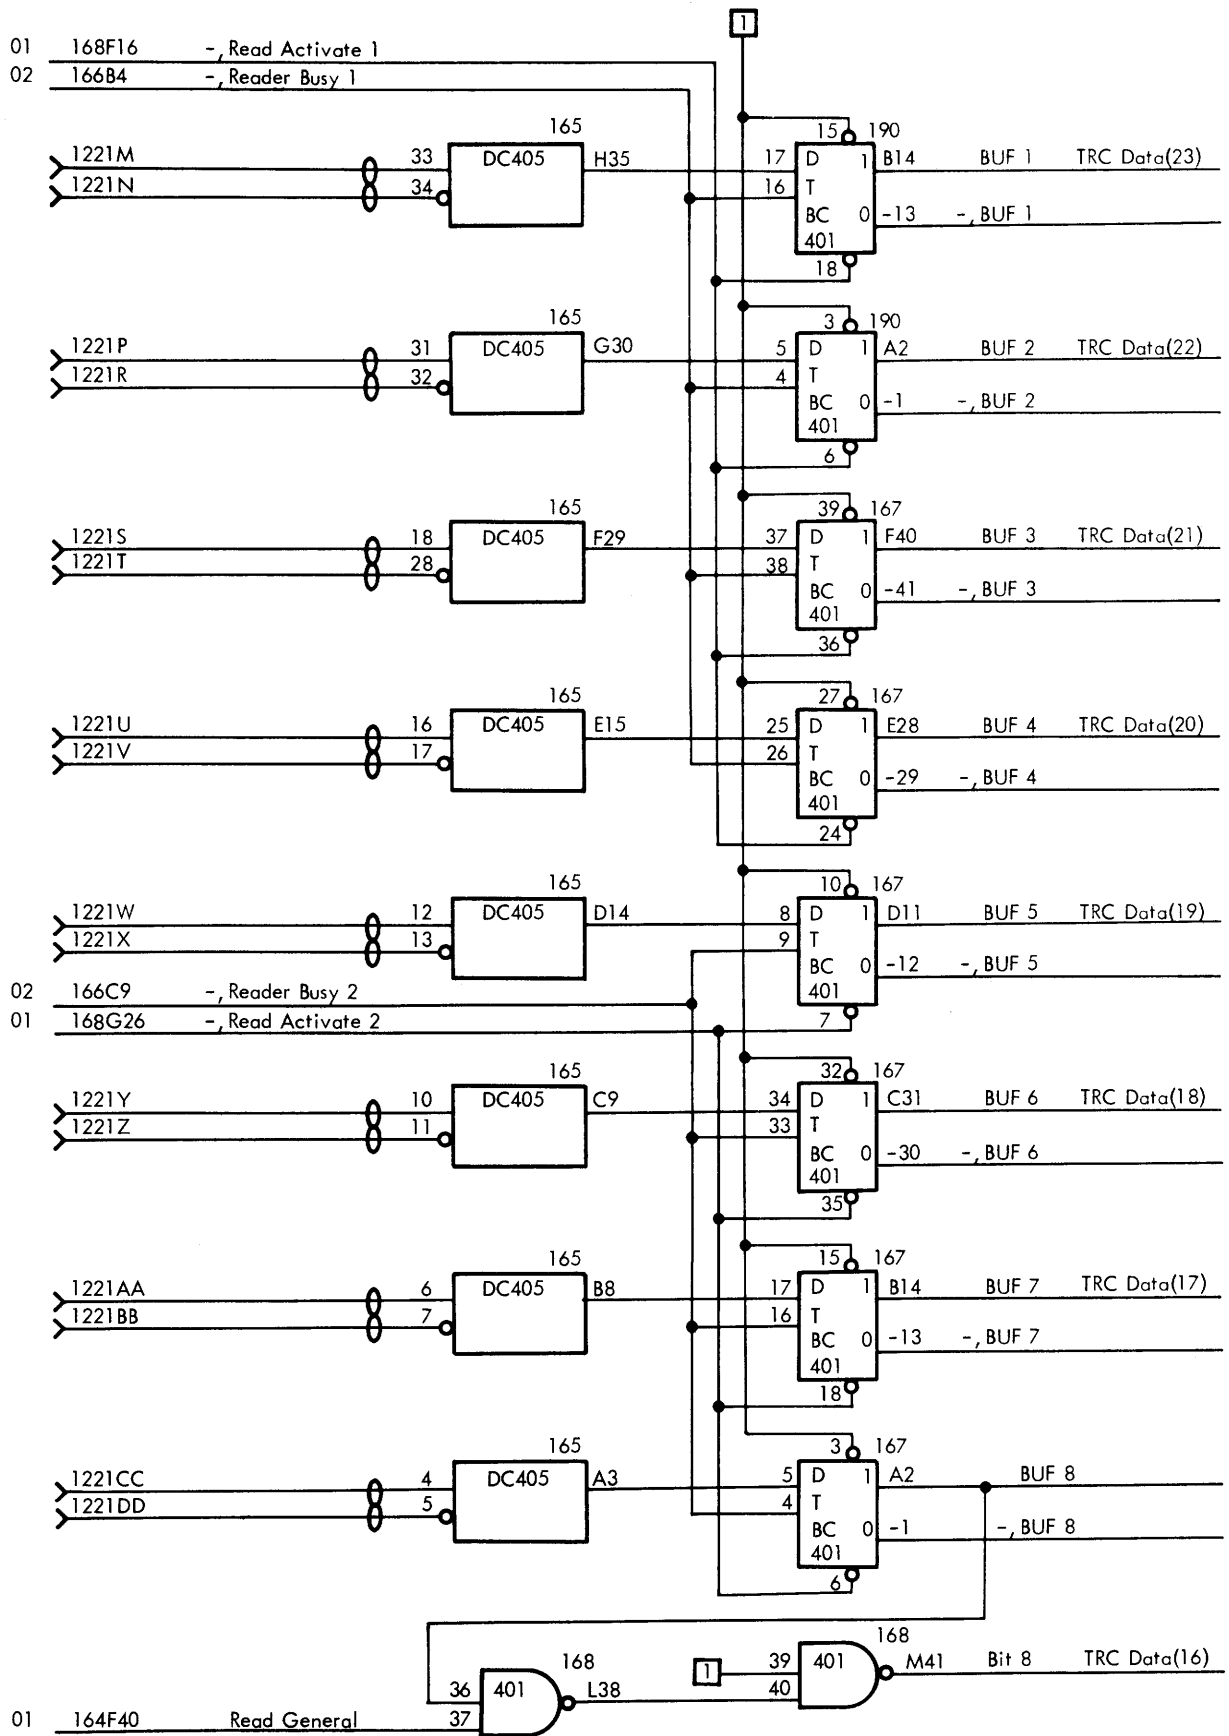 1
01 168F16 -, Read Activate 1
02 166B4 -, Reader Busy 1
165 15 190
1221M 33 DC405 H35 17 D 1 B14 BUF 1 TRC Data(23)
1221N 34 16 T
BC 0 -13 -, BUF 1
401
18
165 3 190
1221P 31 DC405 G30 5 D 1 A2 BUF 2 TRC Data(22)
1221R 32 4 T
BC 0 -1 -, BUF 2
401
6
165 39 167
1221S 18 DC405 F29 37 D 1 F40 BUF 3 TRC Data(21)
1221T 28 38 T
BC 0 -41 -, BUF 3
401
36
165 27 167
1221U 16 DC405 E15 25 D 1 E28 BUF 4 TRC Data(20)
1221V 17 26 T
BC 0 -29 -, BUF 4
401
24
165 10 167
1221W 12 DC405 D14 8 D 1 D11 BUF 5 TRC Data(19)
1221X 13 9 T
BC 0 -12 -, BUF 5
02 166C9 -, Reader Busy 2 401
01 168G26 -, Read Activate 2 7
165 32 167
1221Y 10 DC405 C9 34 D 1 C31 BUF 6 TRC Data(18)
1221Z 11 33 T
BC 0 -30 -, BUF 6
401
35
165 15 167
1221AA 6 DC405 B8 17 D 1 B14 BUF 7 TRC Data(17)
1221BB 7 16 T
BC 0 -13 -, BUF 7
401
18
165 3 167
1221CC 4 DC405 A3 5 D 1 A2 BUF 8
1221DD 5 4 T
BC 0 -1 -, BUF 8
401
6
168
168 1 39 401 M41 Bit 8 TRC Data(16)
36 401 L38 40
01 164F40 Read General 37